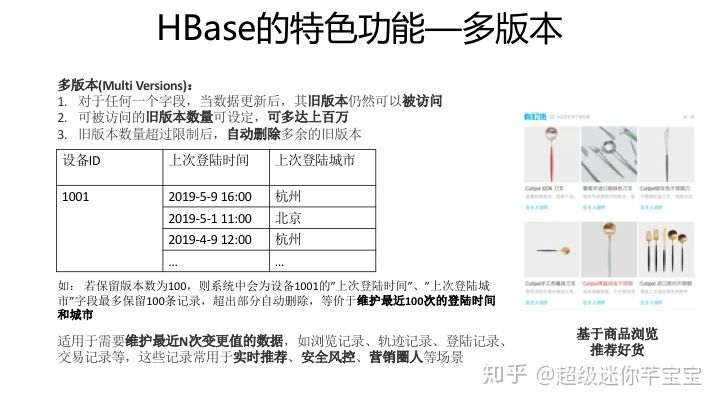 HBase的特色功能—多版本
多版本(Multi Versions)：
1. 对于任何一个字段，当数据更新后，其旧版本仍然可以被访问
2. 可被访问的旧版本数量可设定，可多达上百万
3. 旧版本数量超过限制后，自动删除多余的旧版本
设备ID 上次登陆时间 上次登陆城市
1001 2019-5-9 16:00 杭州
2019-5-1 11:00 北京
2019-4-9 12:00 杭州
... ...
如： 若保留版本数为100，则系统中会为设备1001的”上次登陆时间”、”上次登陆城
市”字段最多保留100条记录，超出部分自动删除，等价于维护最近100次的登陆时间
和城市
适用于需要维护最近N次变更值的数据，如浏览记录、轨迹记录、登陆记录、
交易记录等，这些记录常用于实时推荐、安全风控、营销圈人等场景
有好货
Cutipol GOA 刀叉
基于商品浏览
推荐好货
知乎 @超级迷你芊宝宝